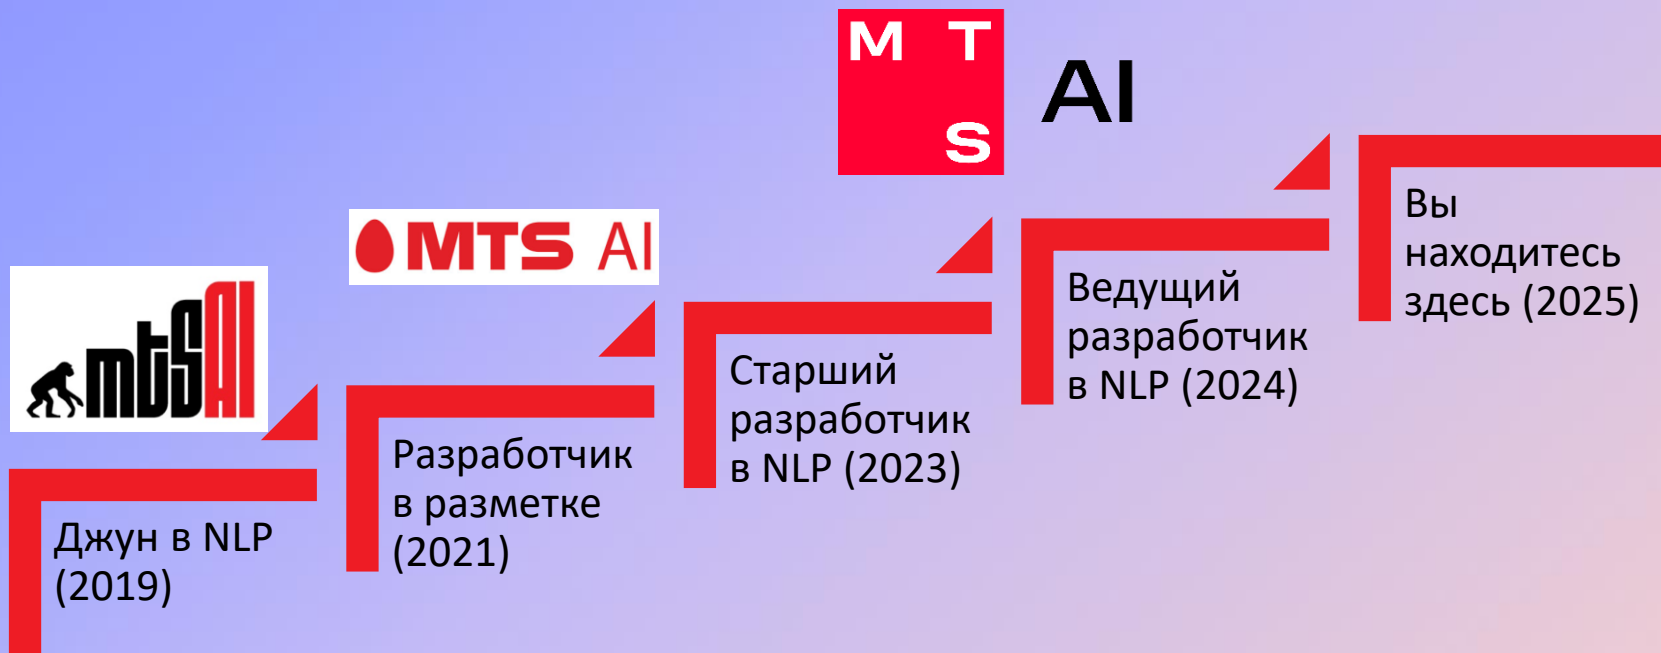 mtsAI
Джун в NLP
(2019)
MTS AI
Разработчик
в разметке
(2021)
Старший
разработчик
в NLP (2023)
M T
S
AI
Ведущий
разработчик
в NLP (2024)
Вы
находитесь
здесь (2025)